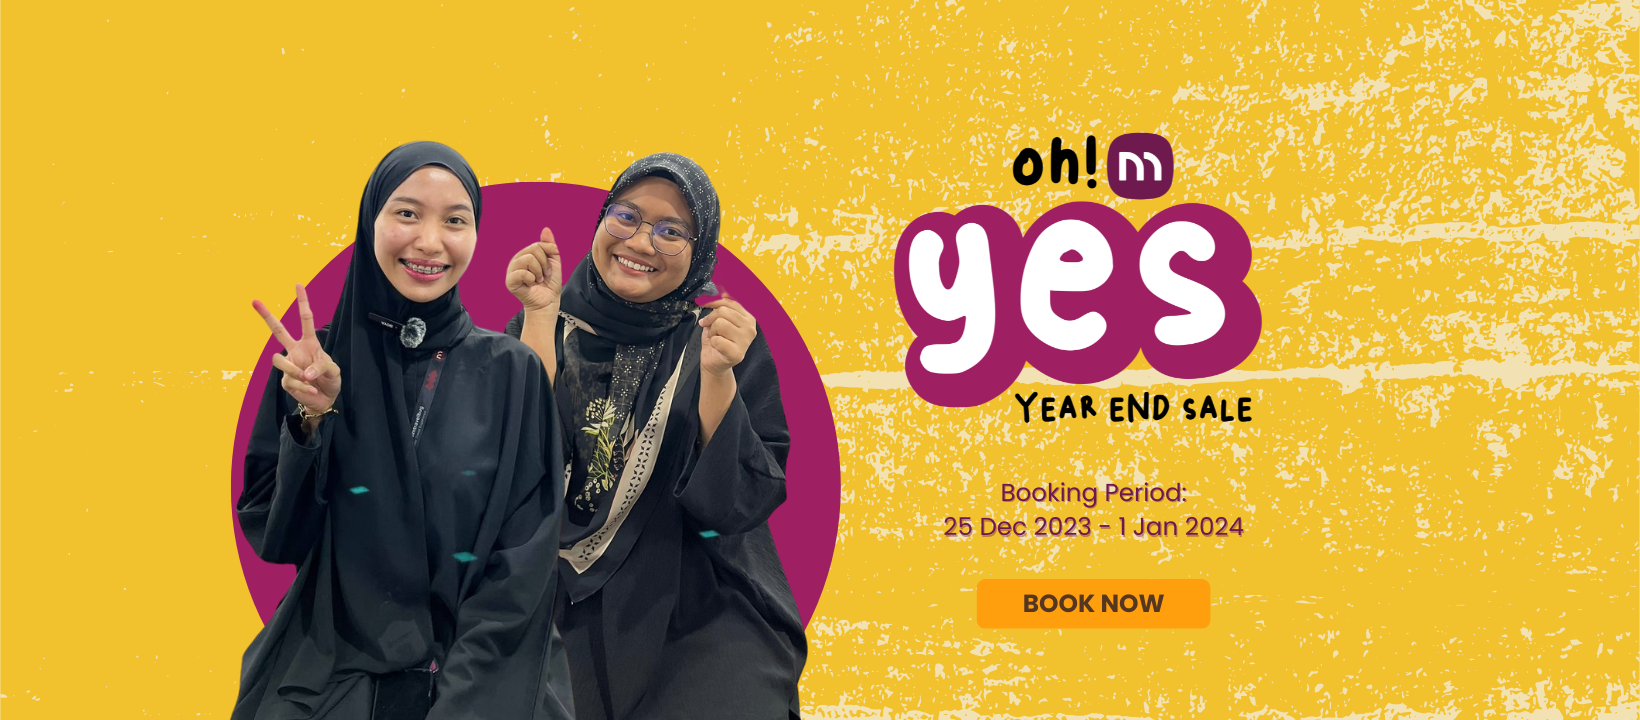 oh! m
yes
YEAR END SALE
Booking Period:
25 Dec 2023 - 1 Jan 2024
BOOK NOW